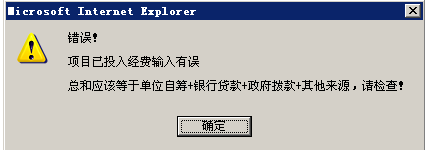 Microsoft Internet Explorer
错误!
项目已投入经费输入有误
总和应该等于单位自筹+银行贷款+政府拨款+其他来源，请检查!
确定